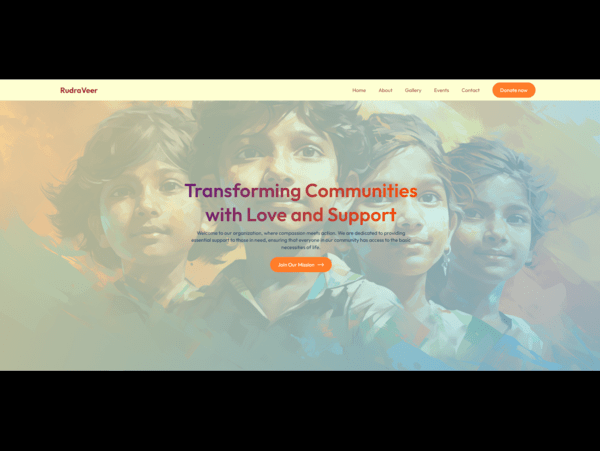 RudraVeer
Home About Gallery Events Contact Donate now
Transforming Communities
with Love and Support
Welcome to our organization, where compassion meets action. We are dedicated to providing
essential support to those in need, ensuring that everyone in our community has access to the basic
necessities of life.
Join Our Mission